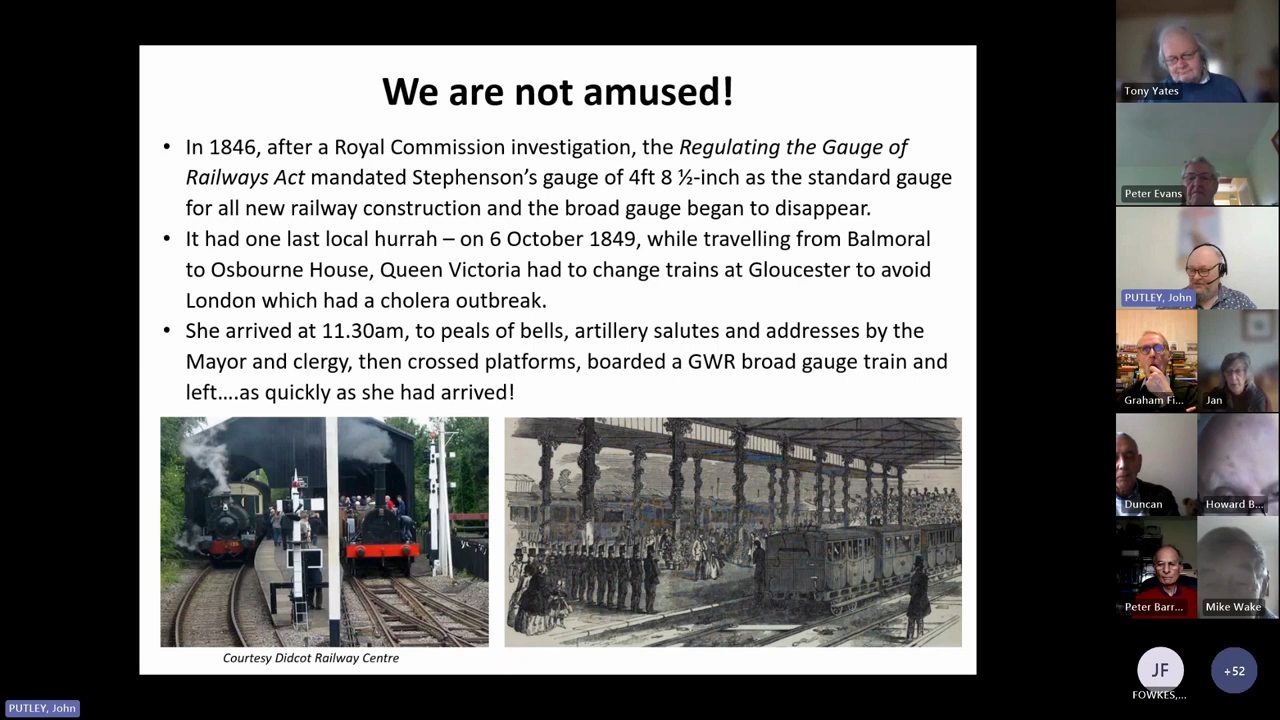 We are not amused!
• In 1846, after a Royal Commission investigation, the Regulating the Gauge of
Railways Act mandated Stephenson's gauge of 4ft 8 ½-inch as the standard gauge
for all new railway construction and the broad gauge began to disappear.
• It had one last local hurrah – on 6 October 1849, while travelling from Balmoral
to Osbourne House, Queen Victoria had to change trains at Gloucester to avoid
London which had a cholera outbreak.
• She arrived at 11.30am, to peals of bells, artillery salutes and addresses by the
Mayor and clergy, then crossed platforms, boarded a GWR broad gauge train and
left....as quickly as she had arrived!
Courtesy Didcot Railway Centre
PUTLEY, John
Tony Yates
Peter Evans
PUTLEY, John
Graham Fi...
Jan
Duncan
Howard B...
Peter Barr...
Mike Wake
JF
+52
FOWKES,...